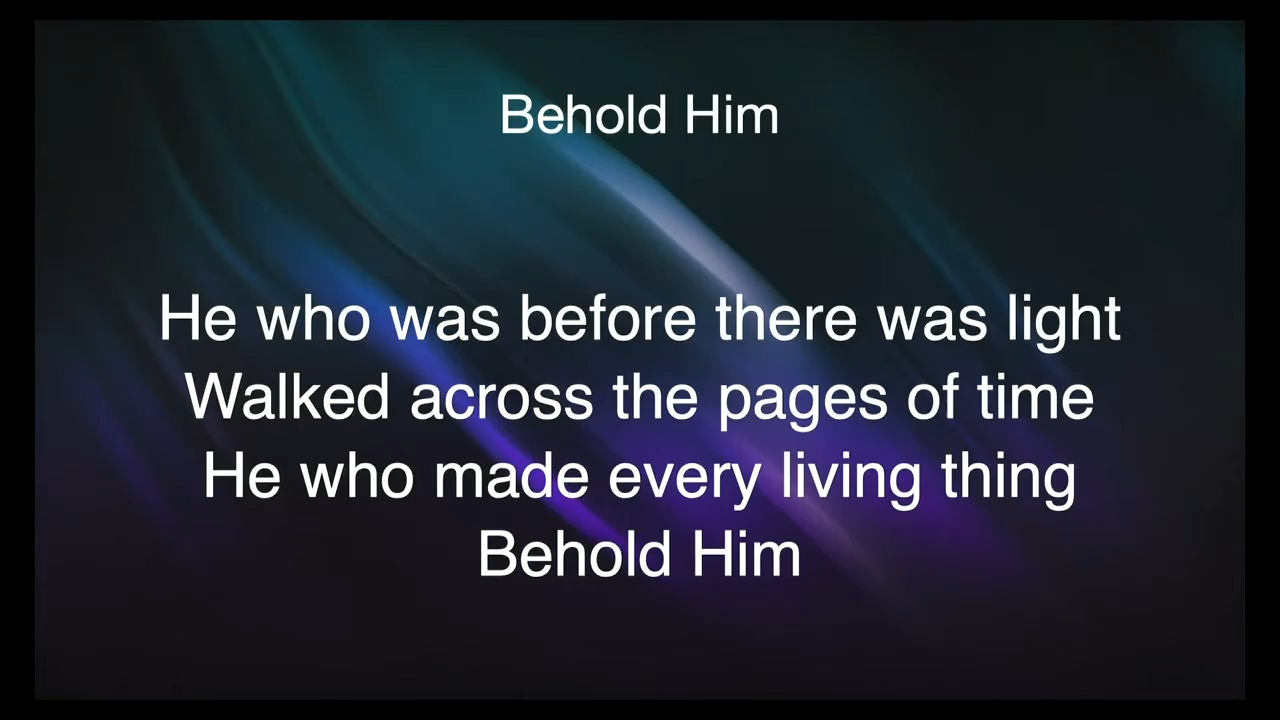 Behold Him
He who was before there was light
Walked across the pages of time
He who made every living thing
Behold Him